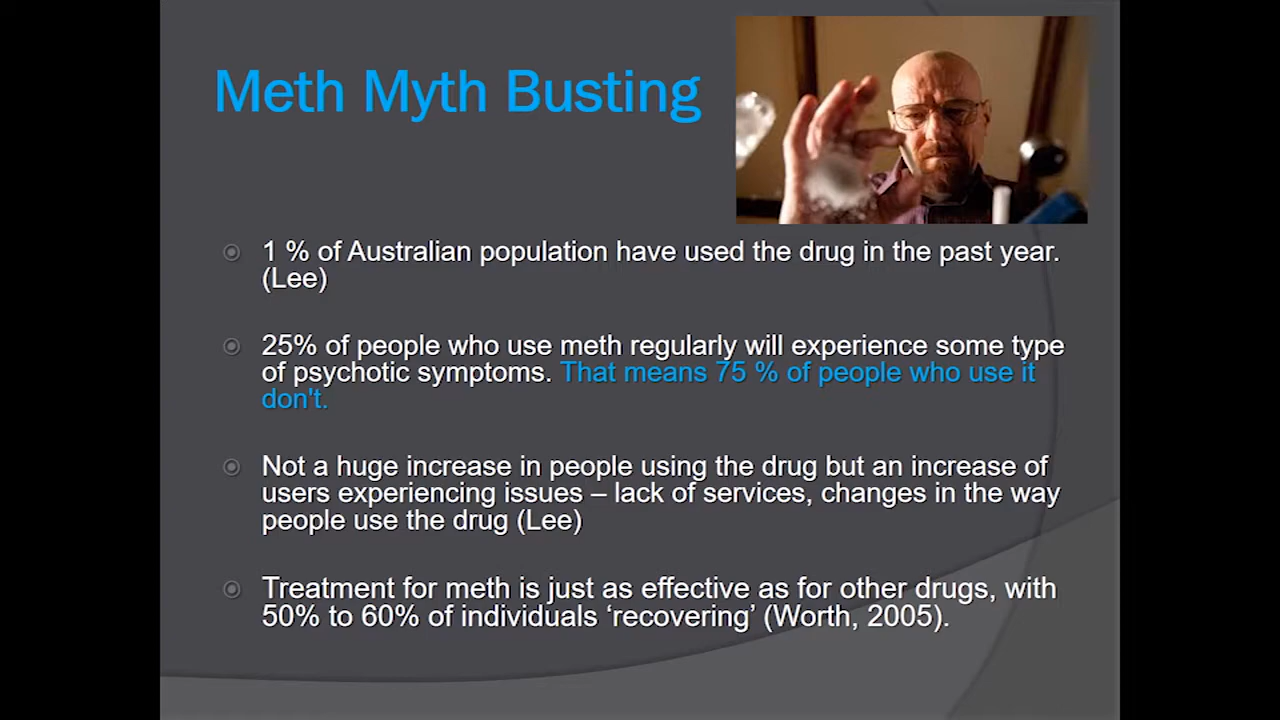 Meth Myth Busting
1 % of Australian population have used the drug in the past year.
(Lee)
25% of people who use meth regularly will experience some type
of psychotic symptoms. That means 75 % of people who use it
don't.
Not a huge increase in people using the drug but an increase of
users experiencing issues – lack of services, changes in the way
people use the drug (Lee)
Treatment for meth is just as effective as for other drugs, with
50% to 60% of individuals ‘recovering’ (Worth, 2005).